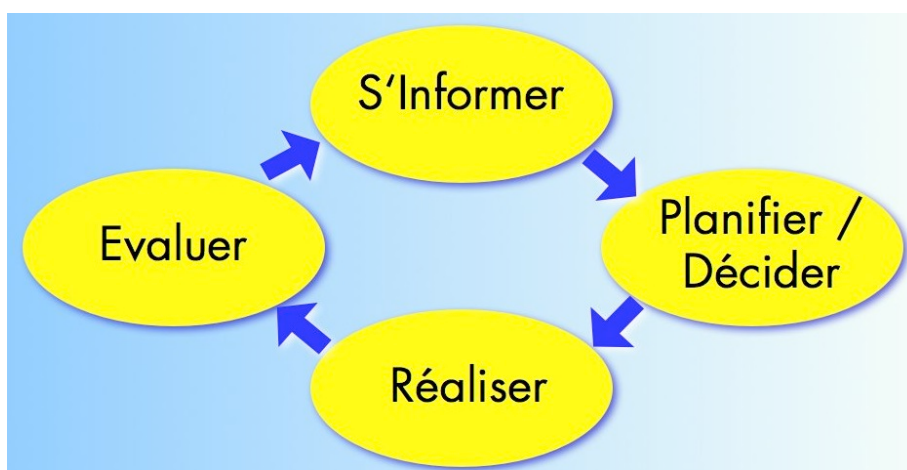 S‘Informer
Planifier /
Décider
Réaliser
Evaluer